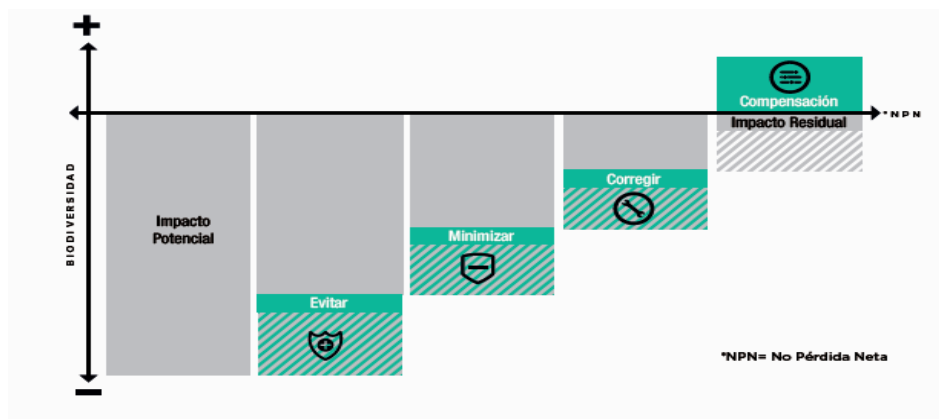 +
Compensación
*NPN
Impacto Residual
Corregir
BIODIVERSIDAD
Impacto
Potencial
Minimizar
Evitar
*NPN= No Pérdida Neta
−